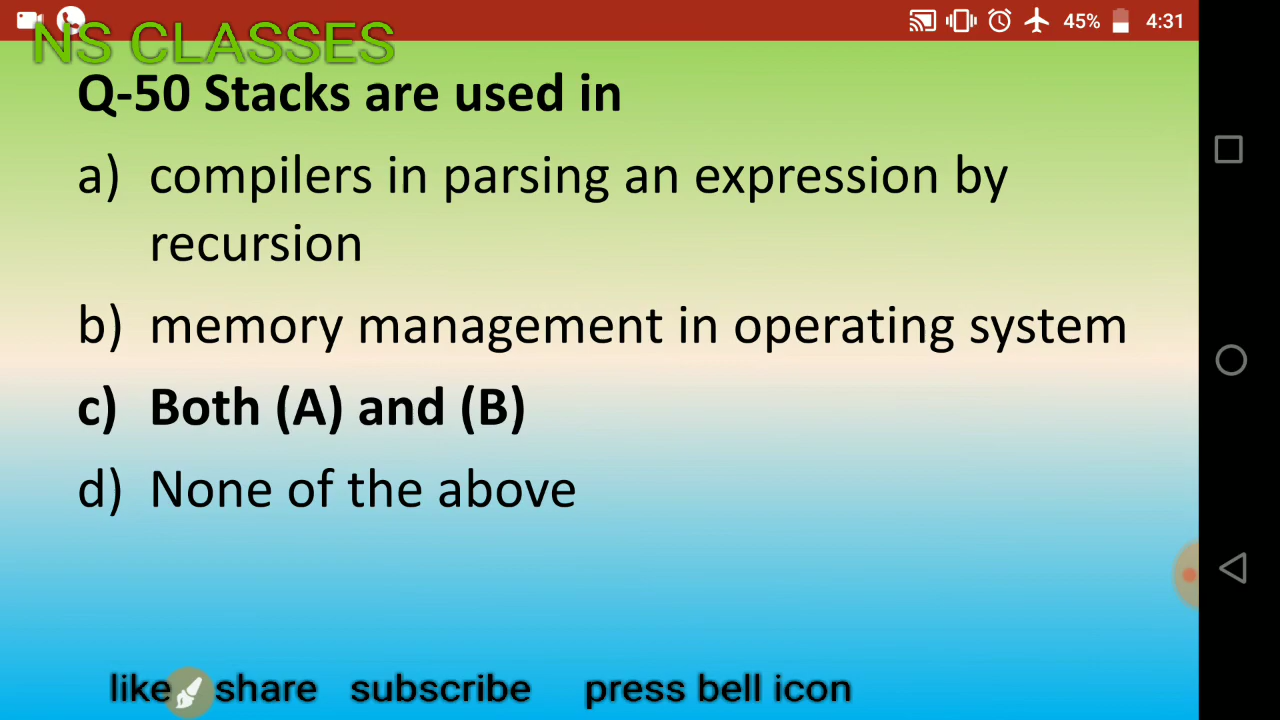 45% 4:31
NS CLASSES
Q-50 Stacks are used in
a) compilers in parsing an expression by
recursion
b) memory management in operating system
c) Both (A) and (B)
d) None of the above
like share subscribe press bell icon